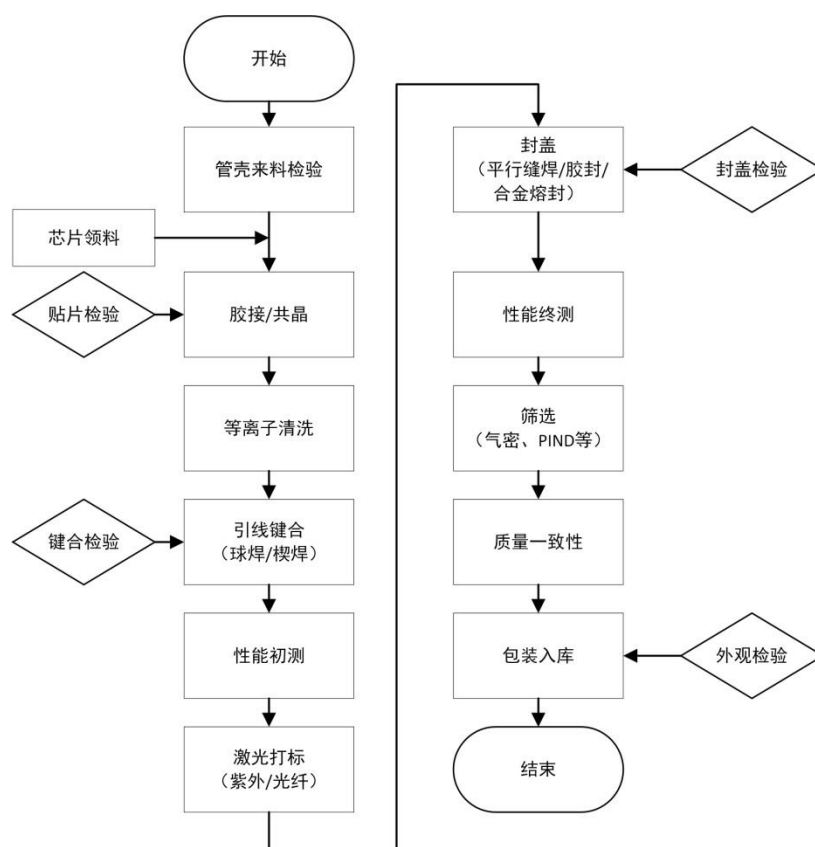 开始
管壳来料检验
芯片领料
贴片检验
胶接/共晶
等离子清洗
键合检验
引线键合
（球焊/楔焊）
性能初测
激光打标
（紫外/光纤）
封盖
（平行缝焊/胶封/
合金熔封）
封盖检验
性能终测
筛选
（气密、PIND等）
质量一致性
包装入库
外观检验
结束